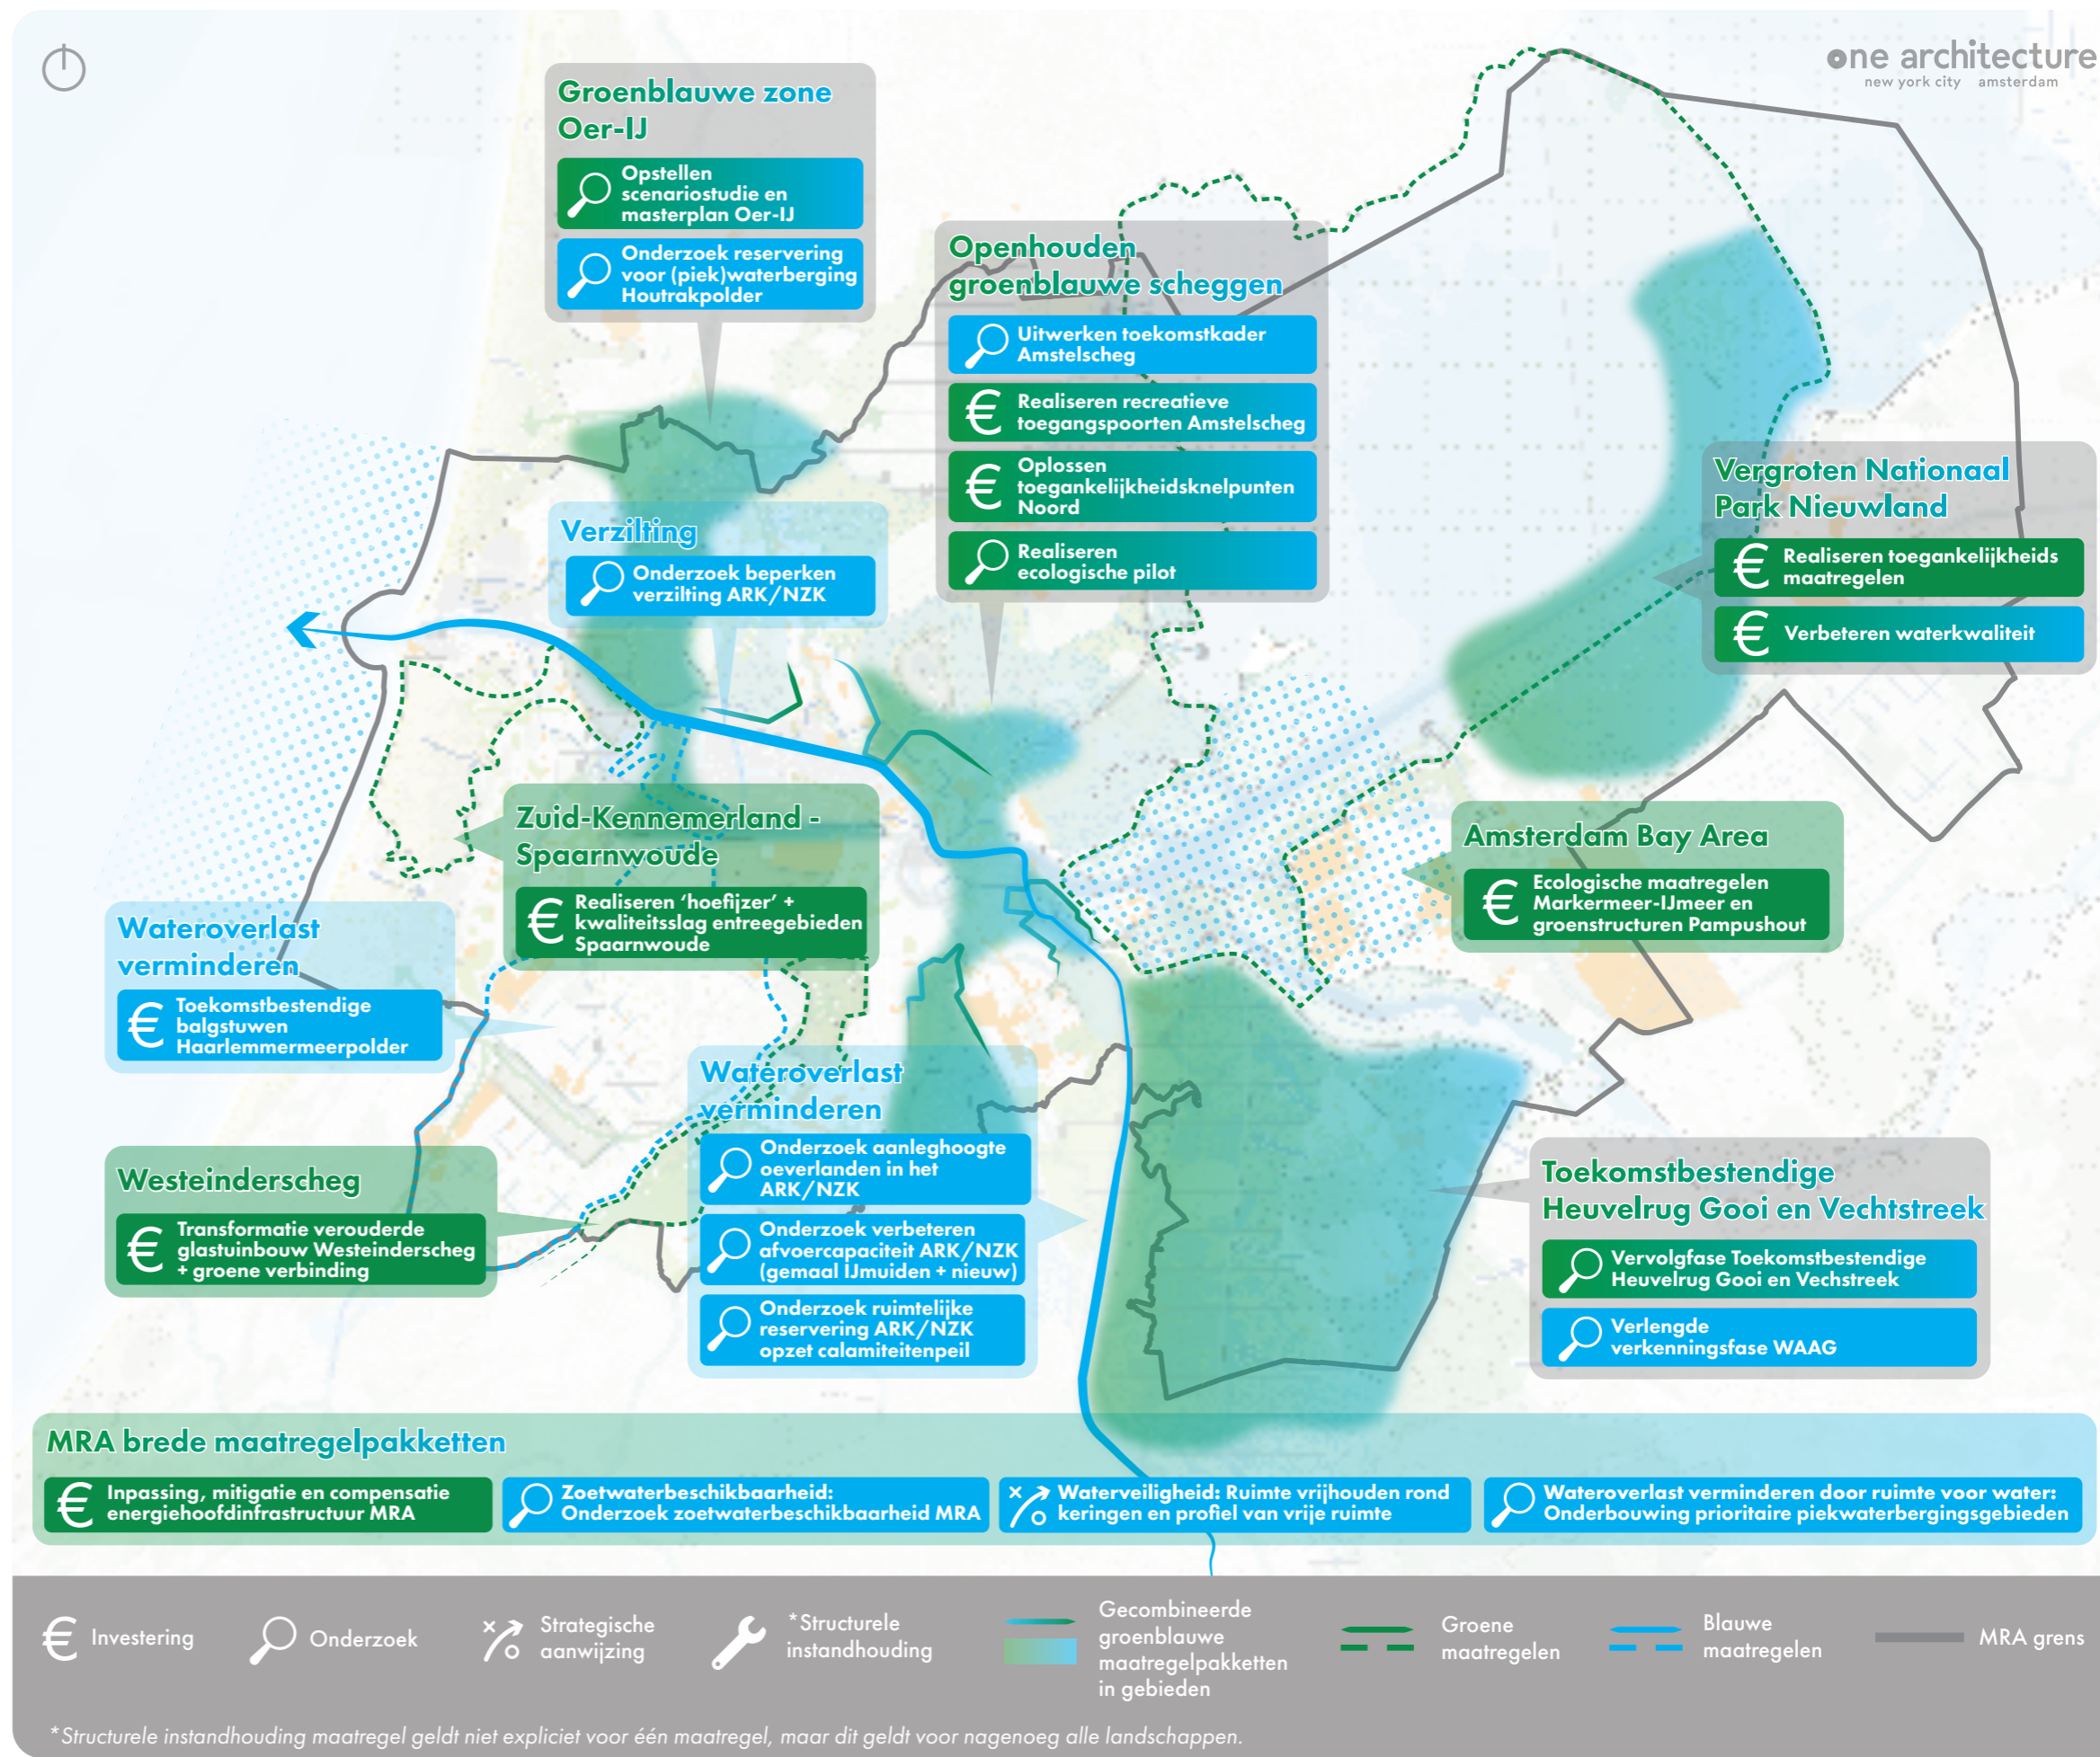 one architecture
new york city amsterdam
Groenblauwe zone
Oer-IJ
Opstellen
scenariostudie en
masterplan Oer-IJ
Onderzoek reservering
voor (piek)waterberging
Houtrakpolder
Openhouden
groenblauwe scheggen
Uitwerken toekomstkader
Amstelscheg
Realiseren recreatieve
toegangspoorten Amstelscheg
Oplossen
toegankelijkheidsknelpunten
Noord
Realiseren
ecologische pilot
Vergroten Nationaal
Park Nieuwland
Realiseren toegankelijkheids
maatregelen
Verbeteren waterkwaliteit
Verzilting
Onderzoek beperken
verzilting ARK/NZK
Zuid-Kennemerland -
Spaarnwoude
Realiseren ‘hoefijzer’ +
kwaliteitsslag entreegebieden
Spaarnwoude
Amsterdam Bay Area
Ecologische maatregelen
Markermeer-IJmeer en
groenstructuren Pampushout
Wateroverlast
verminderen
Toekomstbestendige
balgstuwen
Haarlemmermeerpolder
Wateroverlast
verminderen
Onderzoek aanleghoogte
oeverlanden in het
ARK/NZK
Onderzoek verbeteren
afvoercapaciteit ARK/NZK
(gemaal IJmuiden + nieuw)
Onderzoek ruimtelijke
reservering ARK/NZK
opzet calamiteitenpeil
Westeinderscheg
Transformatie verouderde
glastuinbouw Westeinderscheg
+ groene verbinding
Toekomstbestendige
Heuvelrug Gooi en Vechtstreek
Vervolgfase Toekomstbestendige
Heuvelrug Gooi en Vechstreek
Verlengde
verkenningsfase WAAG
MRA brede maatregelpakketten
Inpassing, mitigatie en compensatie
energiehoofdinfrastructuur MRA
Zoetwaterbeschikbaarheid:
Onderzoek zoetwaterbeschikbaarheid MRA
Waterveiligheid: Ruimte vrijhouden rond
keringen en profiel van vrije ruimte
Wateroverlast verminderen door ruimte voor water:
Onderbouwing prioritaire piekwaterbergingsgebieden
€ Investering
Onderzoek
Strategische
aanwijzing
*Structurele
instandhouding
Gecombineerde
groenblauwe
maatregelpakketten
in gebieden
Groene
maatregelen
Blauwe
maatregelen
MRA grens
*Structurele instandhouding maatregel geldt niet expliciet voor één maatregel, maar dit geldt voor nagenoeg alle landschappen.